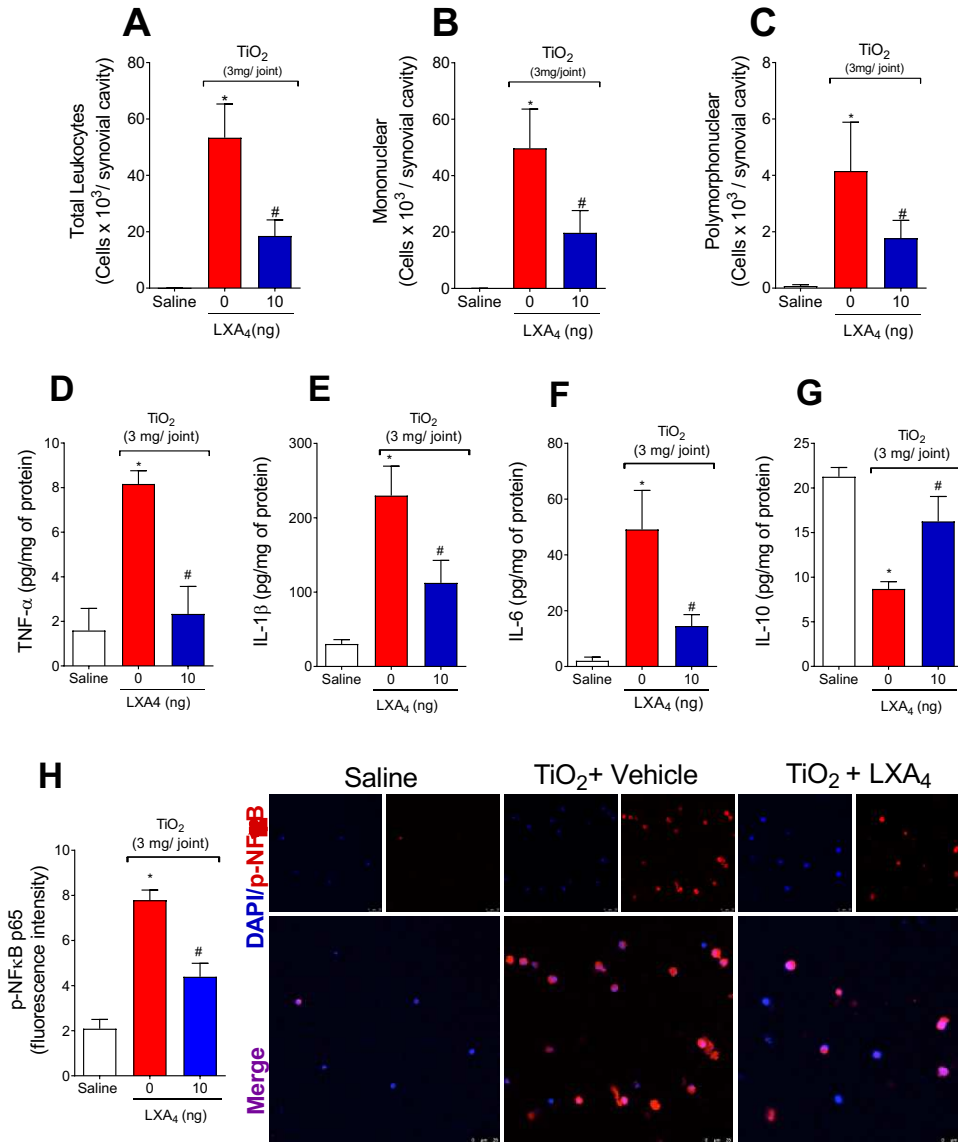 A
TiO2
(3mg/ joint)
Total Leukocytes
(Cells x 10^3/ synovial cavity)
80
60
40
20
0
*
#
Saline
0
10
LXA4(ng)
B
TiO2
(3mg/joint)
Mononuclear
(Cells x 10^3/ synovial cavity)
80
60
40
20
0
*
#
Saline
0
10
LXA4 (ng)
C
TiO2
(3mg/ joint)
Polymorphonuclear
(Cells x 10^3/ synovial cavity)
8
6
4
2
0
*
#
Saline
0
10
LXA4 (ng)
D
TiO2
(3 mg/ joint)
TNF-α (pg/mg of protein)
10
8
6
4
2
0
*
#
Saline
0
10
LXA4 (ng)
E
TiO2
(3 mg/ joint)
IL-1β (pg/mg of protein)
300
200
100
0
*
#
Saline
0
10
LXA4 (ng)
F
TiO2
(3 mg/ joint)
IL-6 (pg/mg of protein)
80
60
40
20
0
*
#
Saline
0
10
LXA4 (ng)
G
TiO2
(3 mg/ joint)
IL-10 (pg/mg of protein)
25
20
15
10
5
0
*
#
Saline
0
10
LXA4 (ng)
H
TiO2
(3 mg/ joint)
p-NFκB p65
(fluorescence intensity)
10
8
6
4
2
0
*
#
Saline
0
10
LXA4 (ng)
Saline
TiO2+ Vehicle
TiO2 + LXA4
DAPI/
Merge